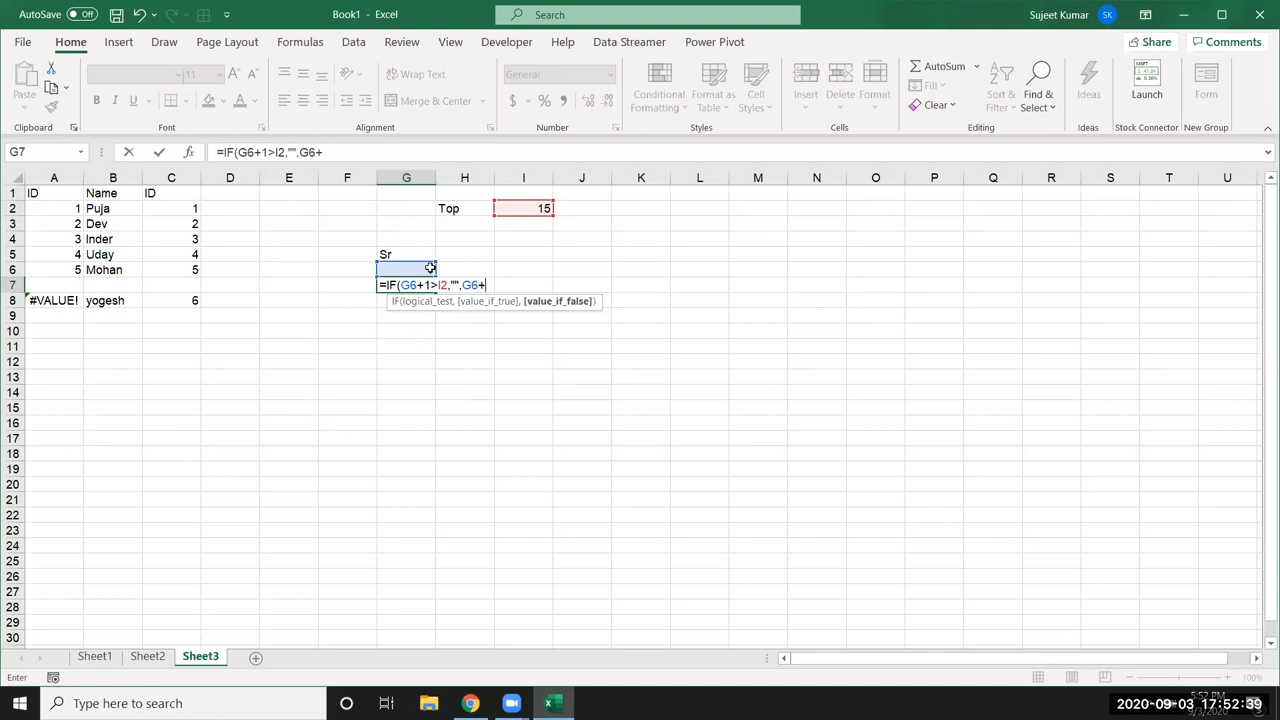 AutoSave Off Book1 - Excel Search Sujeet Kumar SK
File Home Insert Draw Page Layout Formulas Data Review View Developer Help Data Streamer Power Pivot Share Comments
Paste 11 A A Wrap Text General AutoSum
B I U Merge & Center $ % Conditional Formatting Format as Table Cell Styles Insert Delete Format Fill Clear Sort & Filter Find & Select Ideas Launch Form
Clipboard Font Alignment Number Styles Cells Editing Ideas Stock Connector New Group
G7 fx =IF(G6+1>I2,"",G6+
A B C D E F G H I J K L M N O P Q R S T U
1 ID Name ID
2 1 Puja 1 Top 15
3 2 Dev 2
4 3 Inder 3
5 4 Uday 4 Sr
6 5 Mohan 5
7 =IF(G6+1>I2,"",G6+
8 #VALUE! yogesh 6 IF(logical_test, [value_if_true], [value_if_false])
9
10
11
12
13
14
15
16
17
18
19
20
21
22
23
24
25
26
27
28
29
30
Sheet1 Sheet2 Sheet3
Enter 100%
Type here to search 5:52 PM
2020-09-03 17:52:39